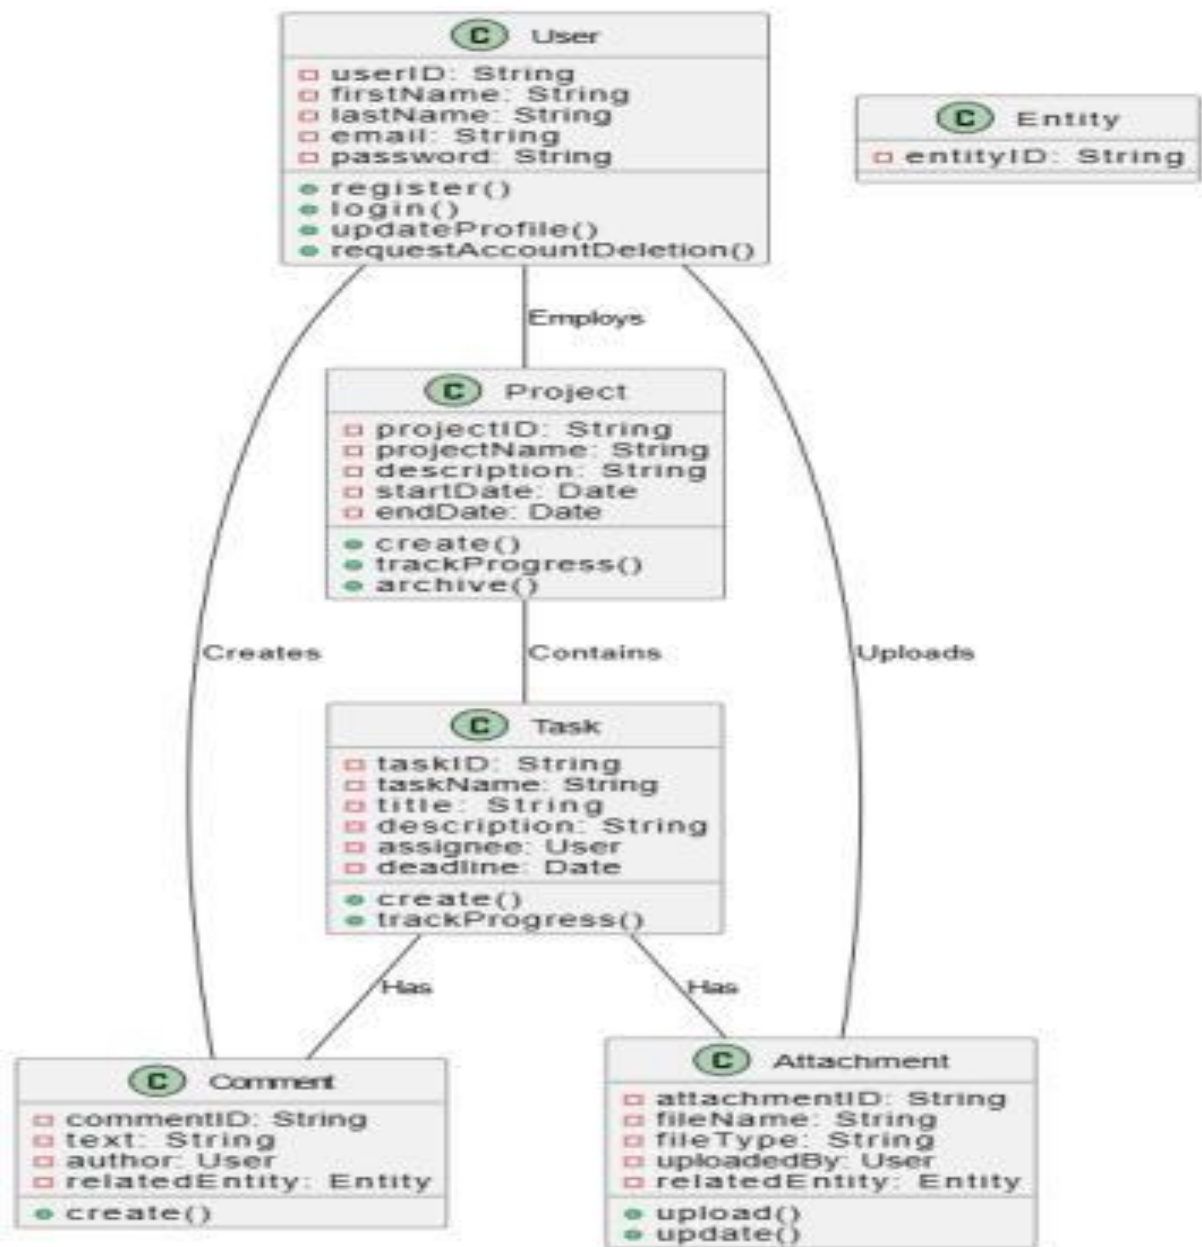 C User
userID: String
firstName: String
lastName: String
email: String
password: String
register()
login()
updateProfile()
requestAccountDeletion()
C Entity
entityID: String
Employs
C Project
projectID: String
projectName: String
description: String
startDate: Date
endDate: Date
create()
trackProgress()
archive()
Creates
Contains
Uploads
C Task
taskID: String
taskName: String
title: String
description: String
assignee: User
deadline: Date
create()
trackProgress()
Has
Has
C Comment
commentID: String
text: String
author: User
relatedEntity: Entity
create()
C Attachment
attachmentID: String
fileName: String
fileType: String
uploadedBy: User
relatedEntity: Entity
upload()
update()